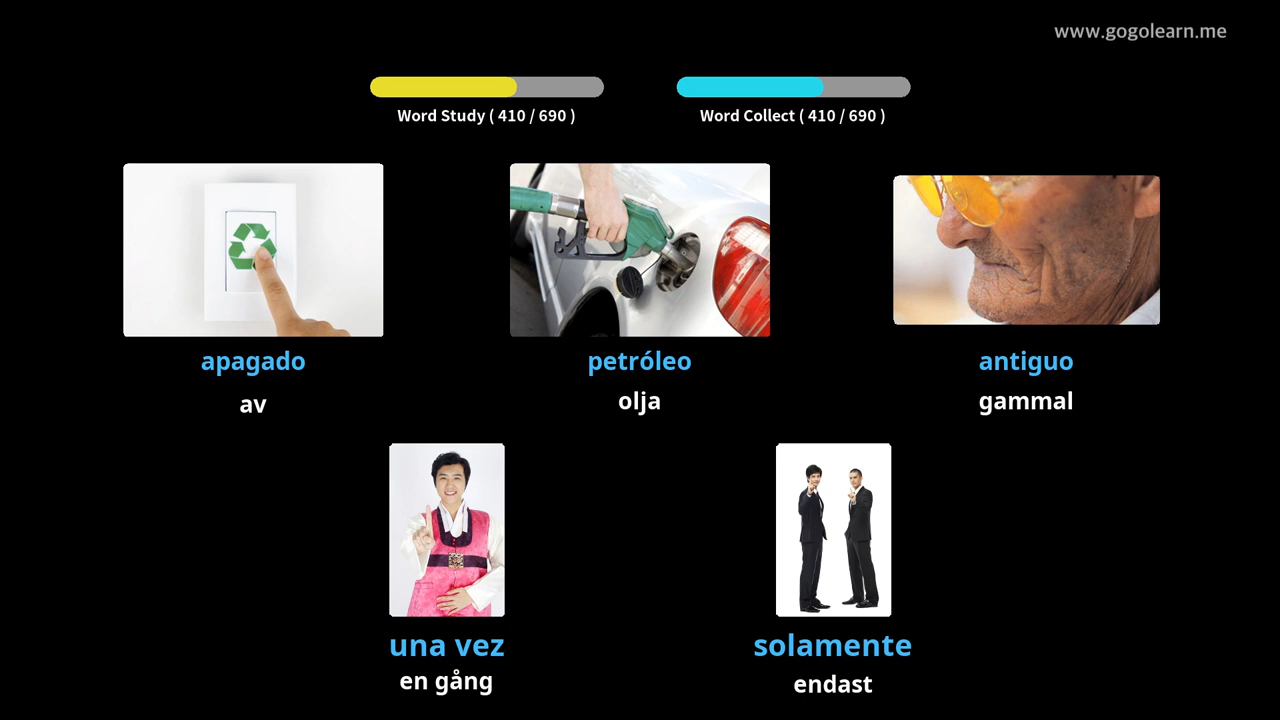 www.gogolearn.me
Word Study ( 410 / 690 )
Word Collect ( 410 / 690 )
apagado
av
petróleo
olja
antiguo
gammal
una vez
en gång
solamente
endast